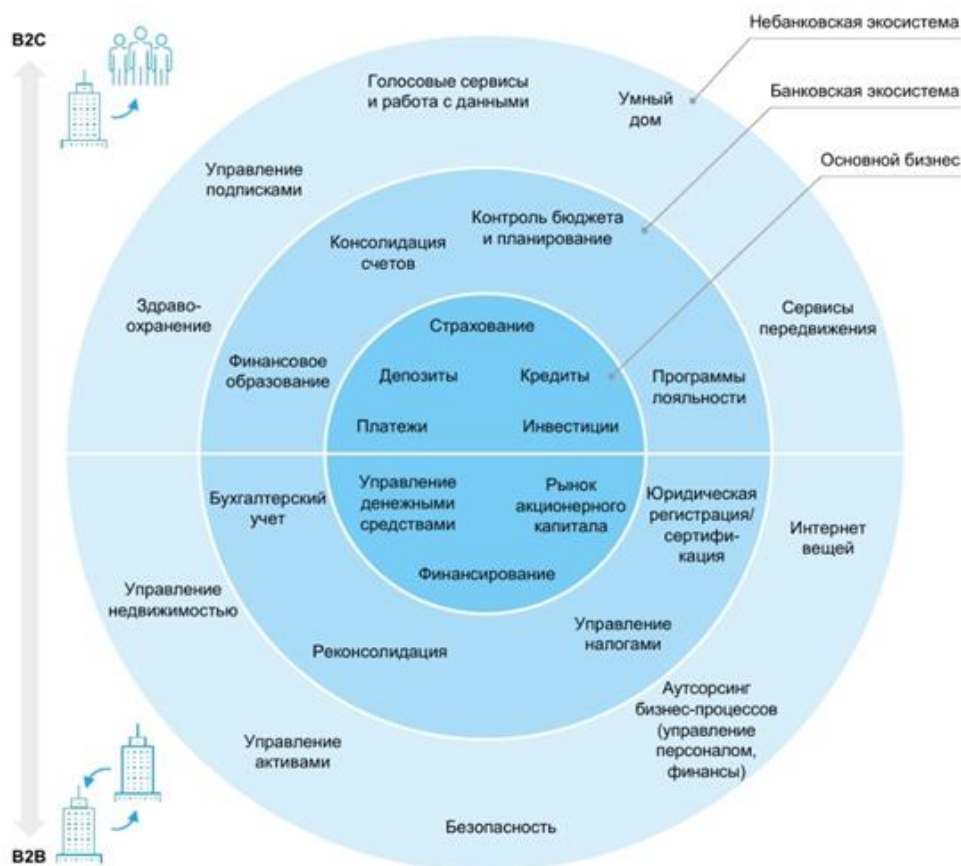 B2C
Небанковская экосистема
Банковская экосистема
Основной бизнес
Голосовые сервисы
и работа с данными
Умный
дом
Управление
подписками
Контроль бюджета
и планирование
Консолидация
счетов
Здраво-
охранение
Сервисы
передвижения
Страхование
Финансовое
образование
Депозиты
Кредиты
Программы
лояльности
Платежи
Инвестиции
Бухгалтерский
учет
Управление
денежными
средствами
Рынок
акционерного
капитала
Юридическая
регистрация/
сертифи-
кация
Интернет
вещей
Финансирование
Управление
недвижимостью
Реконсолидация
Управление
налогами
Аутсорсинг
бизнес-процессов
(управление
персоналом,
финансы)
Управление
активами
Безопасность
B2B